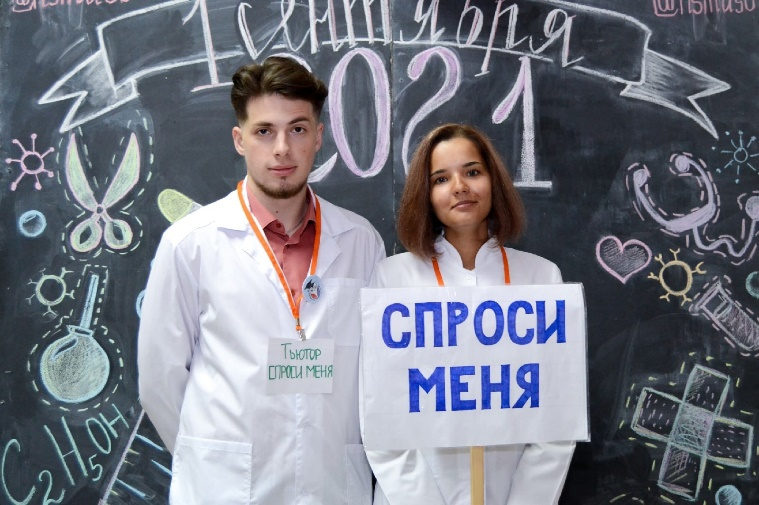 1 сентября
2021
Тьютор
СПРОСИ МЕНЯ
СПРОСИ
МЕНЯ
C₂H₅OH